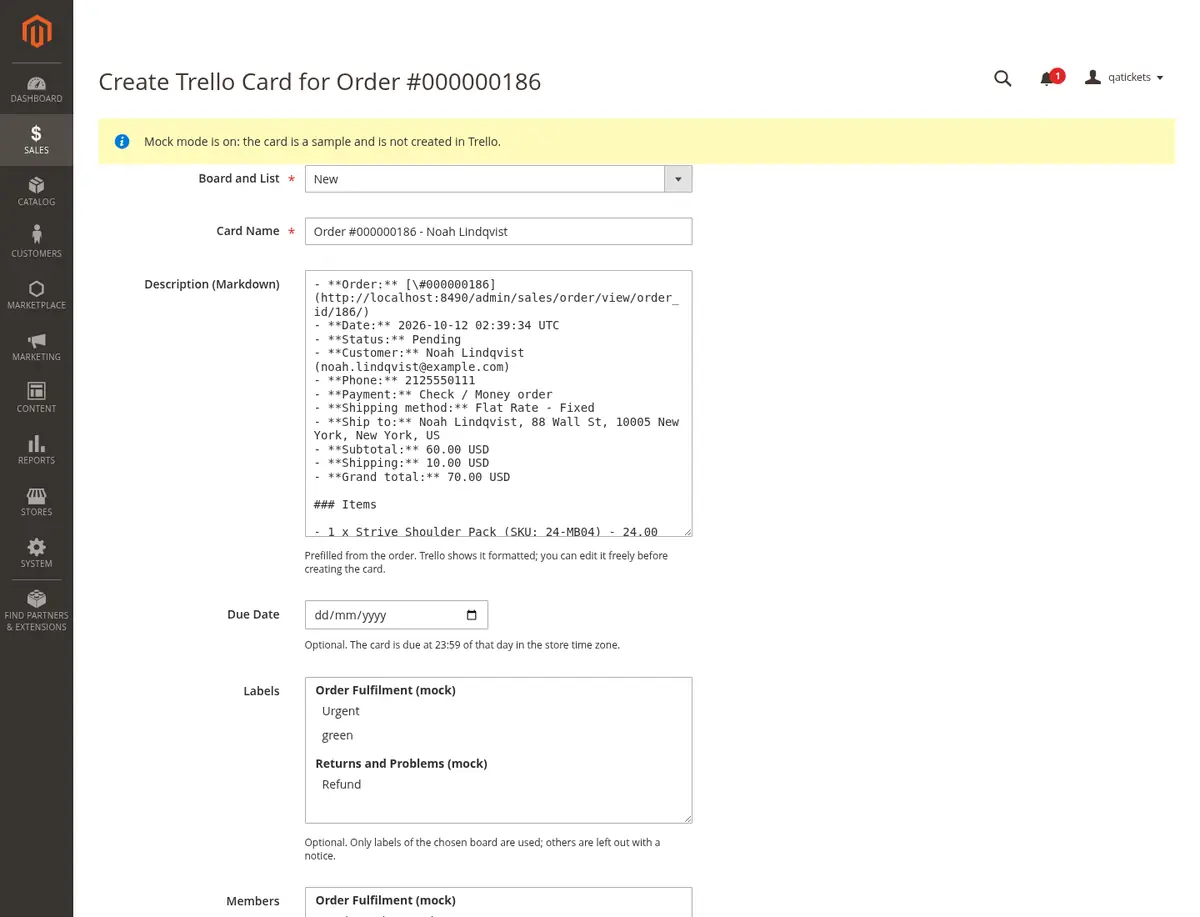 Create Trello Card for Order #000000186
1
qatickets
DASHBOARD
SALES
CATALOG
CUSTOMERS
MARKETPLACE
MARKETING
CONTENT
REPORTS
STORES
SYSTEM
FIND PARTNERS
& EXTENSIONS
Mock mode is on: the card is a sample and is not created in Trello.
Board and List *
New
Card Name *
Order #000000186 - Noah Lindqvist
Description (Markdown)
- **Order:** [\#000000186]
(http://localhost:8490/admin/sales/order/view/order_
id/186/)
- **Date:** 2026-10-12 02:39:34 UTC
- **Status:** Pending
- **Customer:** Noah Lindqvist
(noah.lindqvist@example.com)
- **Phone:** 2125550111
- **Payment:** Check / Money order
- **Shipping method:** Flat Rate - Fixed
- **Ship to:** Noah Lindqvist, 88 Wall St, 10005 New
York, New York, US
- **Subtotal:** 60.00 USD
- **Shipping:** 10.00 USD
- **Grand total:** 70.00 USD
### Items
- 1 x Strive Shoulder Pack (SKU: 24-MB04) - 24.00
Prefilled from the order. Trello shows it formatted; you can edit it freely before
creating the card.
Due Date
dd/mm/yyyy
Optional. The card is due at 23:59 of that day in the store time zone.
Labels
Order Fulfilment (mock)
Urgent
green
Returns and Problems (mock)
Refund
Optional. Only labels of the chosen board are used; others are left out with a
notice.
Members
Order Fulfilment (mock)